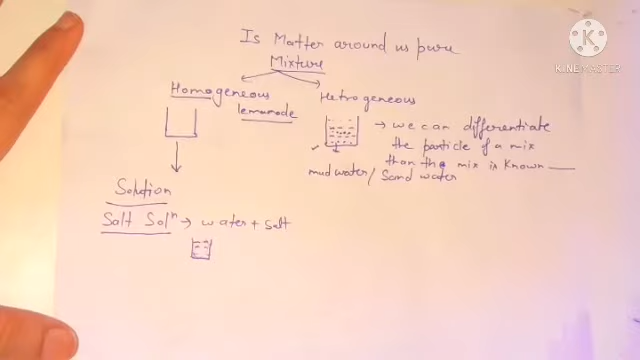 Is Matter around us pure
Mixture
Homogeneous
Hetrogeneous
lemamode
→ we can differentiate
the particle of a mix
than the mix is known
mud water / Sand water
Solution
Salt Solⁿ → water + salt
K
KINEMASTER